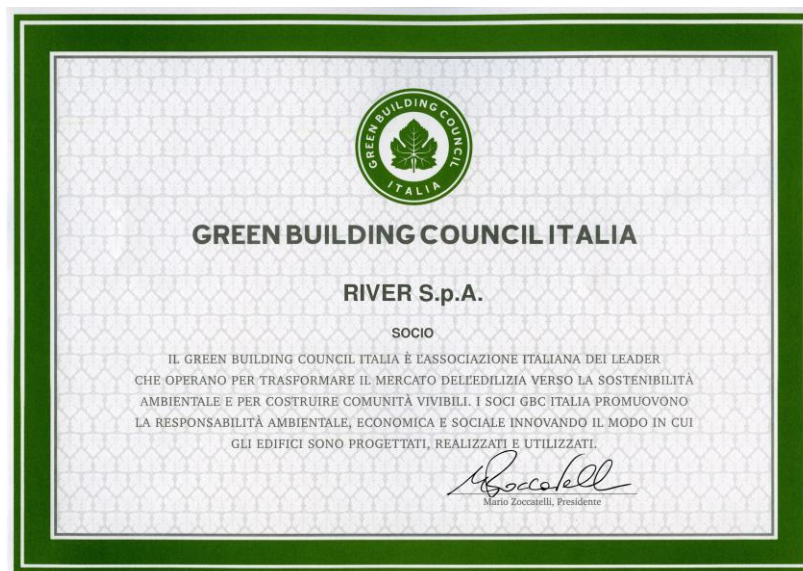 GREEN BUILDING COUNCIL
ITALIA
GREEN BUILDING COUNCIL ITALIA
RIVER S.p.A.
SOCIO
IL GREEN BUILDING COUNCIL ITALIA È L'ASSOCIAZIONE ITALIANA DEI LEADER
CHE OPERANO PER TRASFORMARE IL MERCATO DELL'EDILIZIA VERSO LA SOSTENIBILITÀ
AMBIENTALE E PER COSTRUIRE COMUNITÀ VIVIBILI. I SOCI GBC ITALIA PROMUOVONO
LA RESPONSABILITÀ AMBIENTALE, ECONOMICA E SOCIALE INNOVANDO IL MODO IN CUI
GLI EDIFICI SONO PROGETTATI, REALIZZATI E UTILIZZATI.
MZoccatelli
Mario Zoccatelli, Presidente